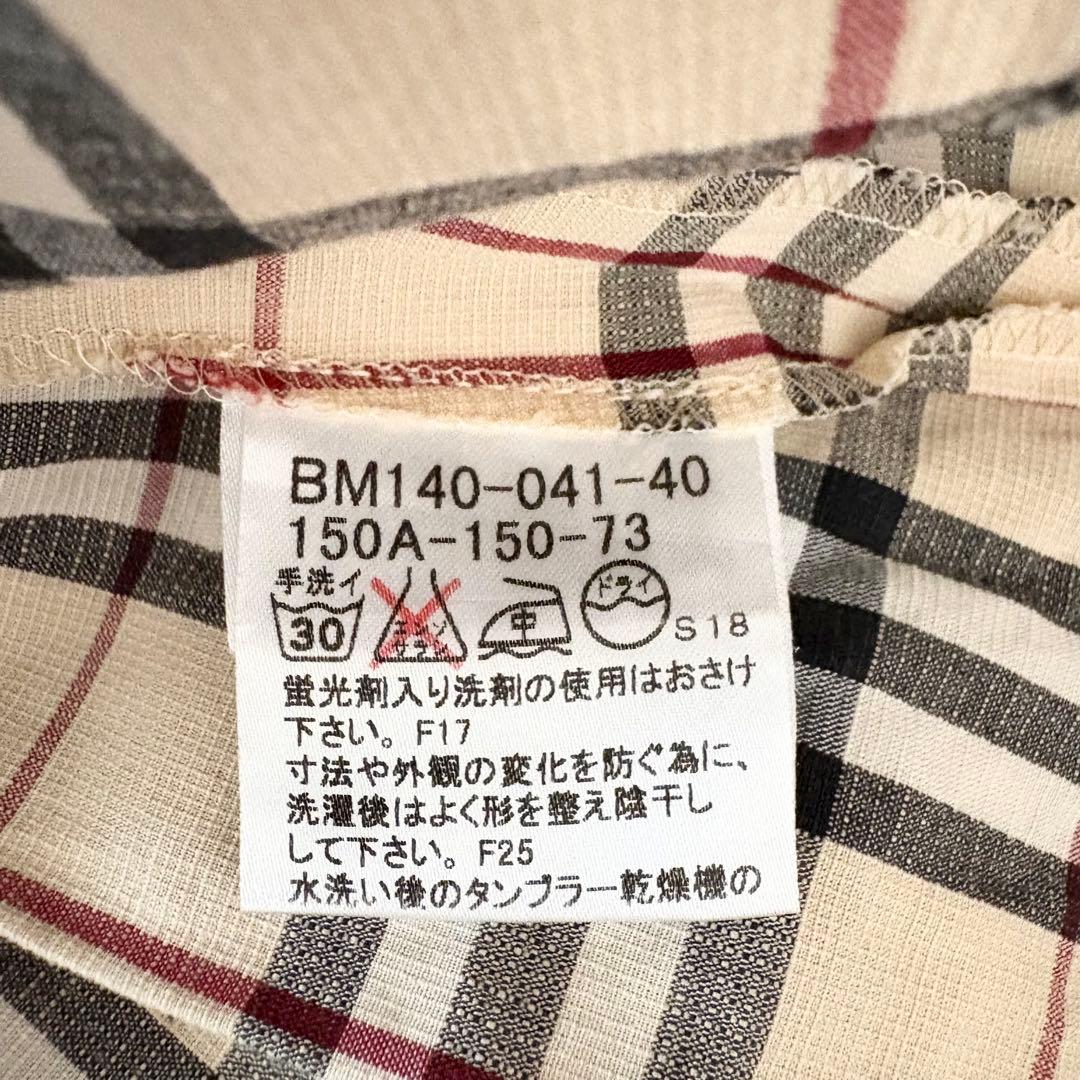 BM140-041-40
150A-150-73
手洗イ
30
エンソ
サラシ
中
ドライ
S18
蛍光剤入り洗剤の使用はおさけ
下さい。F17
寸法や外観の変化を防ぐ為に、
洗濯後はよく形を整え陰干し
して下さい。F25
水洗い後のタンブラー乾燥機の